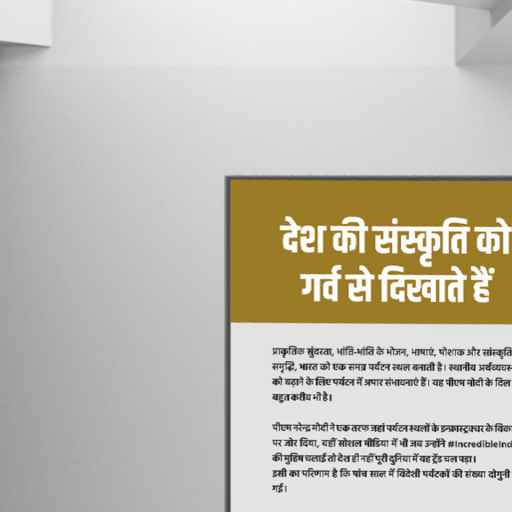 देश की संस्कृति को
गर्व से दिखाते हैं
प्राकृतिक सुंदरता, भांति-भांति के भोजन, भाषाएं, पोशाक और सांस्कृति
समृद्धि, भारत को एक समग्र पर्यटन स्थल बनाती है। स्थानीय अर्थव्यवस
को बढ़ाने के लिए पर्यटन में अपार संभावनाएं हैं। यह पीएम मोदी के दिल
बहुत करीब भी है।
पीएम नरेन्द्र मोदी ने एक तरफ जहां पर्यटन स्थलों के इन्फ्रास्ट्रक्चर के विका
पर जोर दिया, वहीं सोशल मीडिया में भी जब उन्होंने #IncredibleInd
की मुहिम चलाई तो देश ही नहीं पूरी दुनिया में यह ट्रेंड चल पड़ा।
इसी का परिणाम है कि पांच साल में विदेशी पर्यटकों की संख्या दोगुनी
गई।